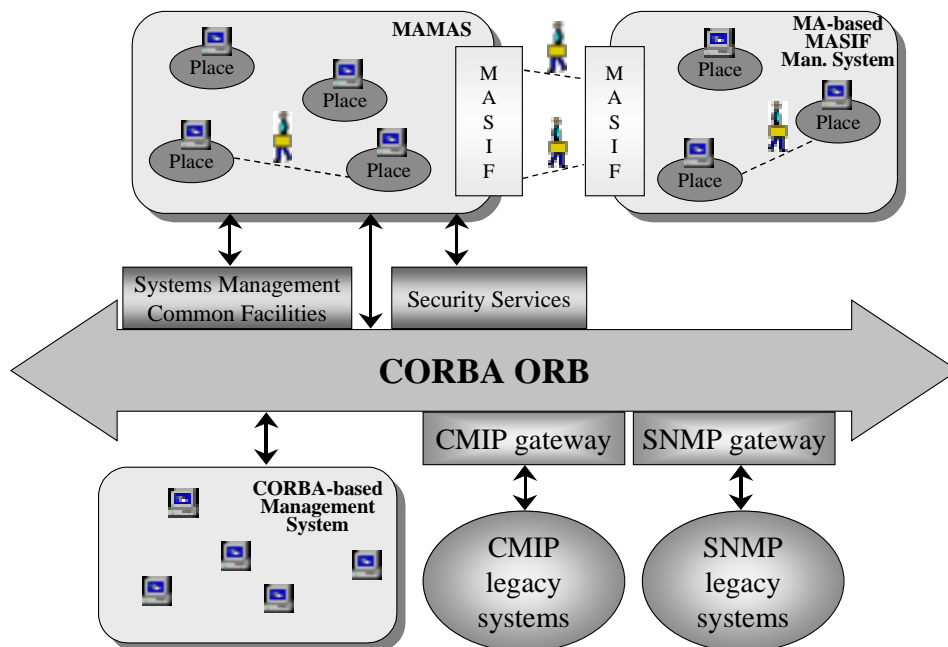 MAMAS
Place
Place
Place
Place
M
A
S
I
F
M
A
S
I
F
MA-based
MASIF
Man. System
Place
Place
Place
Systems Management
Common Facilities
Security Services
CORBA ORB
CMIP gateway
SNMP gateway
CORBA-based
Management
System
CMIP
legacy
systems
SNMP
legacy
systems